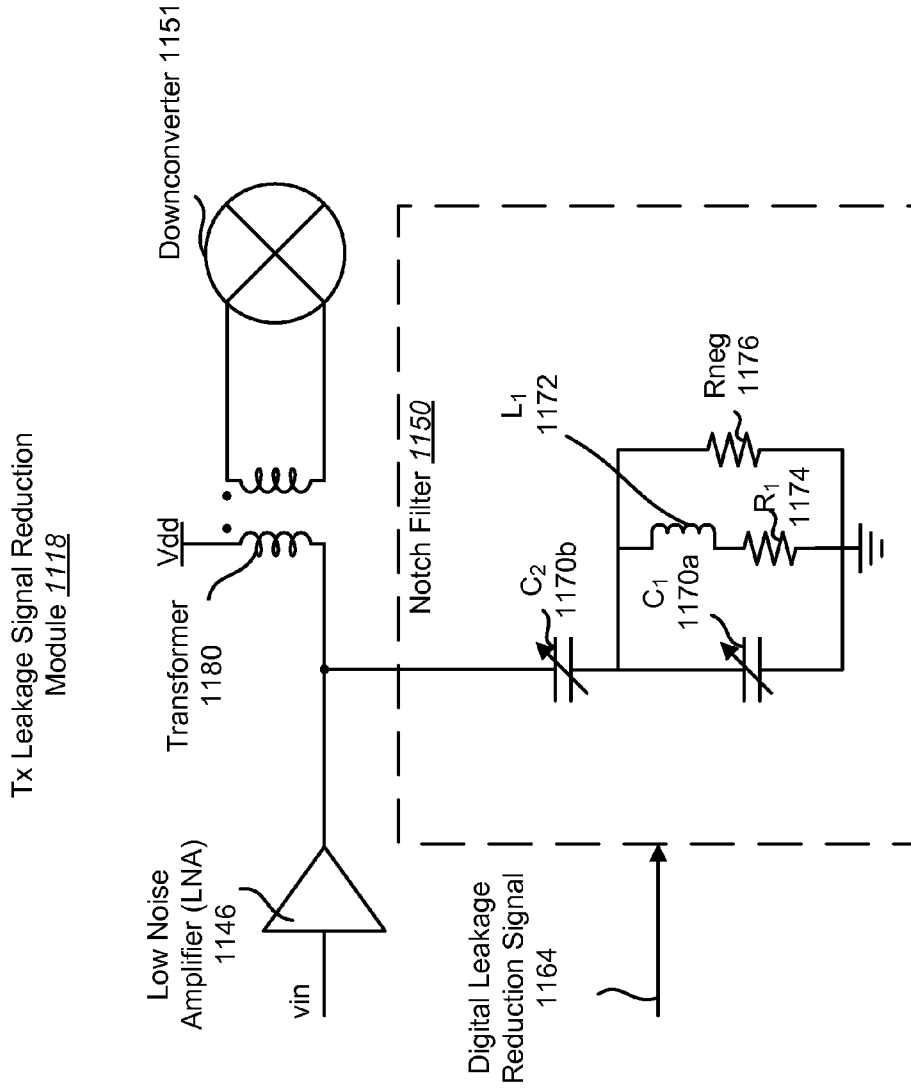 Tx Leakage Signal Reduction
Module 1118
Low Noise
Amplifier (LNA)
1146
vin
Transformer
1180
Vdd
Downconverter 1151
Notch Filter 1150
Digital Leakage
Reduction Signal
1164
C2
1170b
C1
1170a
L1
1172
R1
1174
Rneg
1176